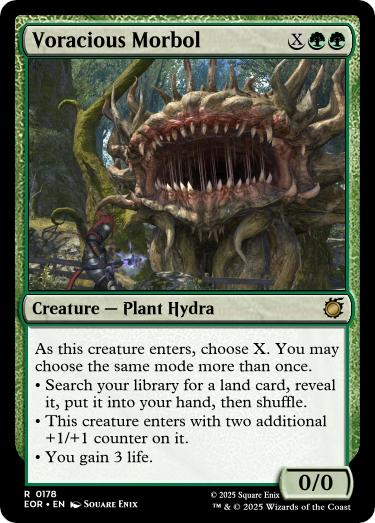 Voracious Morbol X
Creature — Plant Hydra
As this creature enters, choose X. You may
choose the same mode more than once.
• Search your library for a land card, reveal
it, put it into your hand, then shuffle.
• This creature enters with two additional
+1/+1 counter on it.
• You gain 3 life.
0/0
R 0178
EOR • EN SQUARE ENIX
© 2025 Square Enix
™ & © 2025 Wizards of the Coast